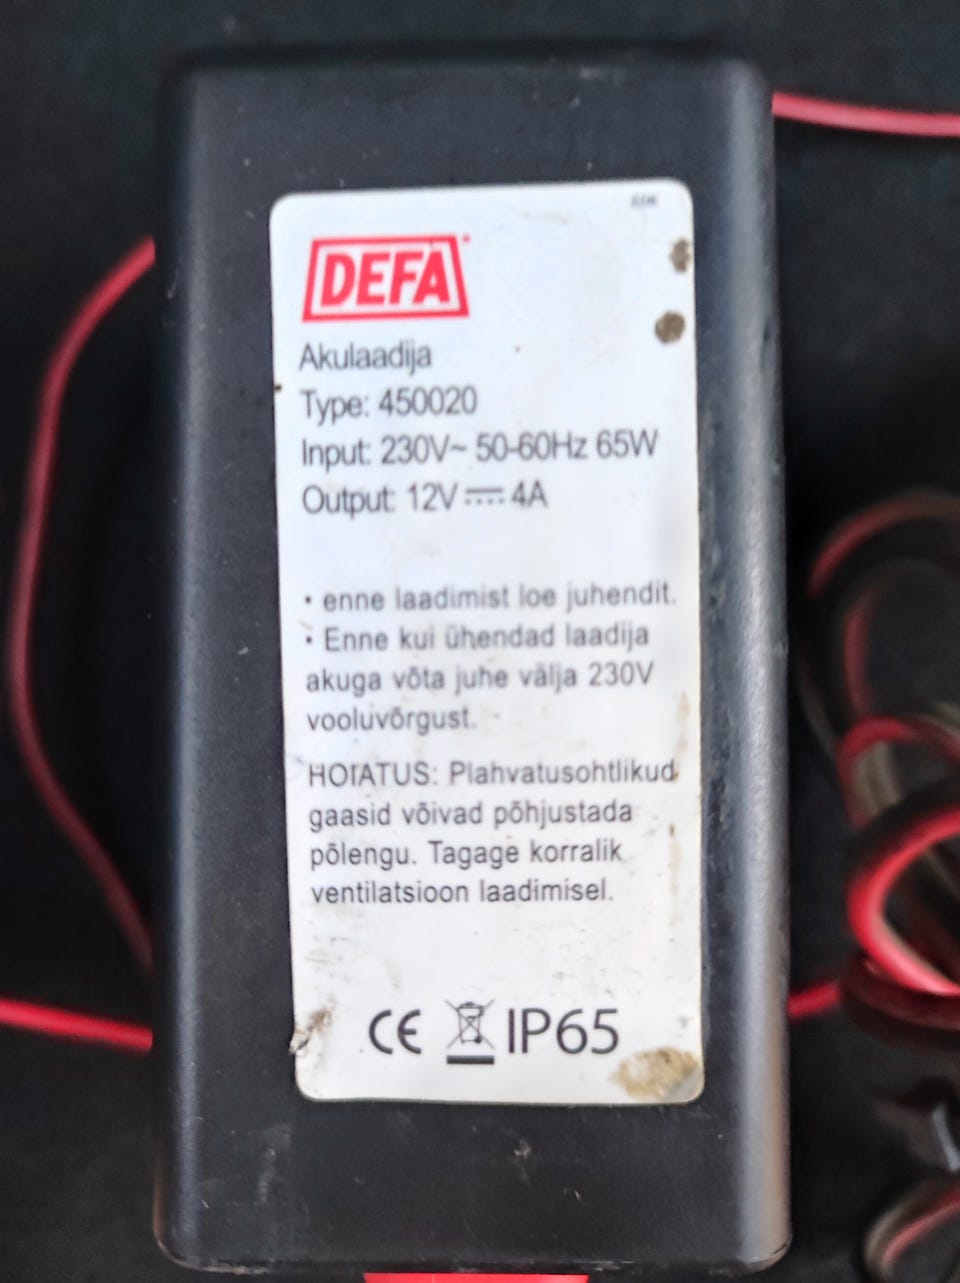 DEFA
Akulaadija
Type: 450020
Input: 230V~ 50-60Hz 65W
Output: 12V ⎓ 4A
• enne laadimist loe juhendit.
• Enne kui ühendad laadija
akuga võta juhe välja 230V
vooluvõrgust.
HOIATUS: Plahvatusohtlikud
gaasid võivad põhjustada
põlengu. Tagage korralik
ventilatsioon laadimisel.
CE IP65